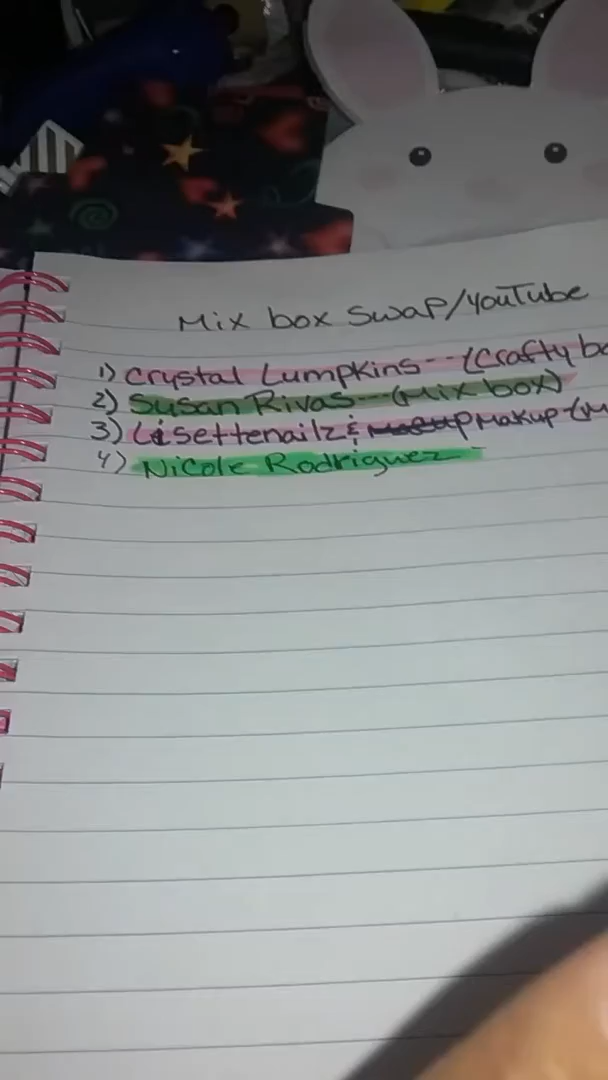 Mix box Swap/YouTube
1) Crystal Lumpkins---(Crafty bo
2) Susan Rivas---(Mix box)
3) Lisettenailz & Makup-(M
4) Nicole Rodriguez